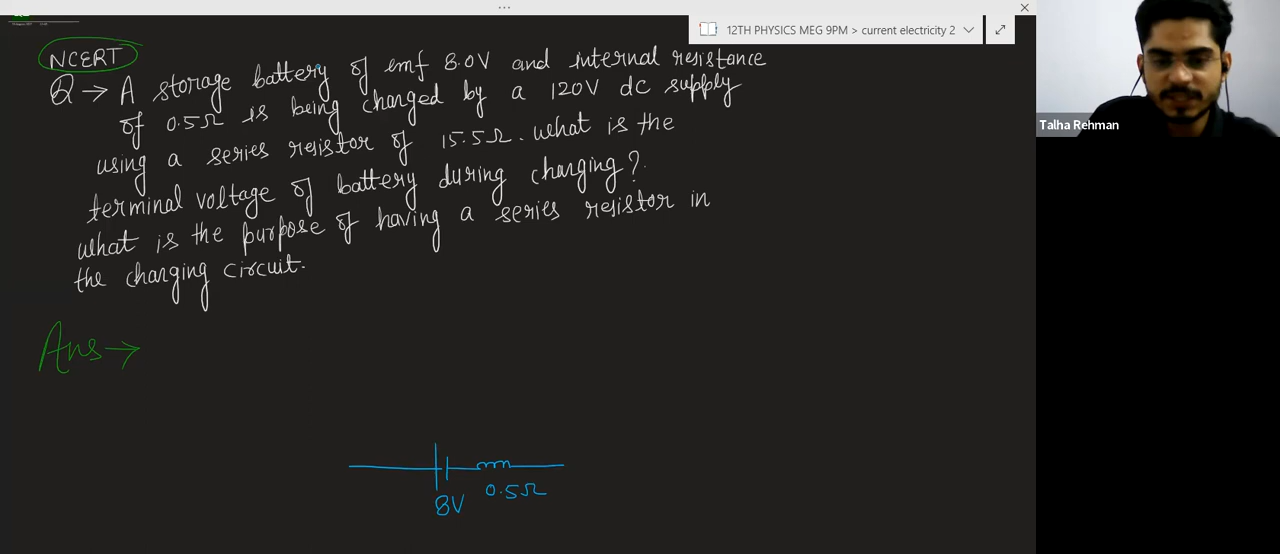 12TH PHYSICS MEG 9PM > current electricity 2
NCERT
Q → A storage battery of emf 8.0V and internal resistance
of 0.5Ω is being charged by a 120V dc supply
using a series resistor of 15.5Ω. what is the
terminal voltage of battery during charging?
what is the purpose of having a series resistor in
the charging circuit.
Ans →
8V
0.5Ω
Talha Rehman